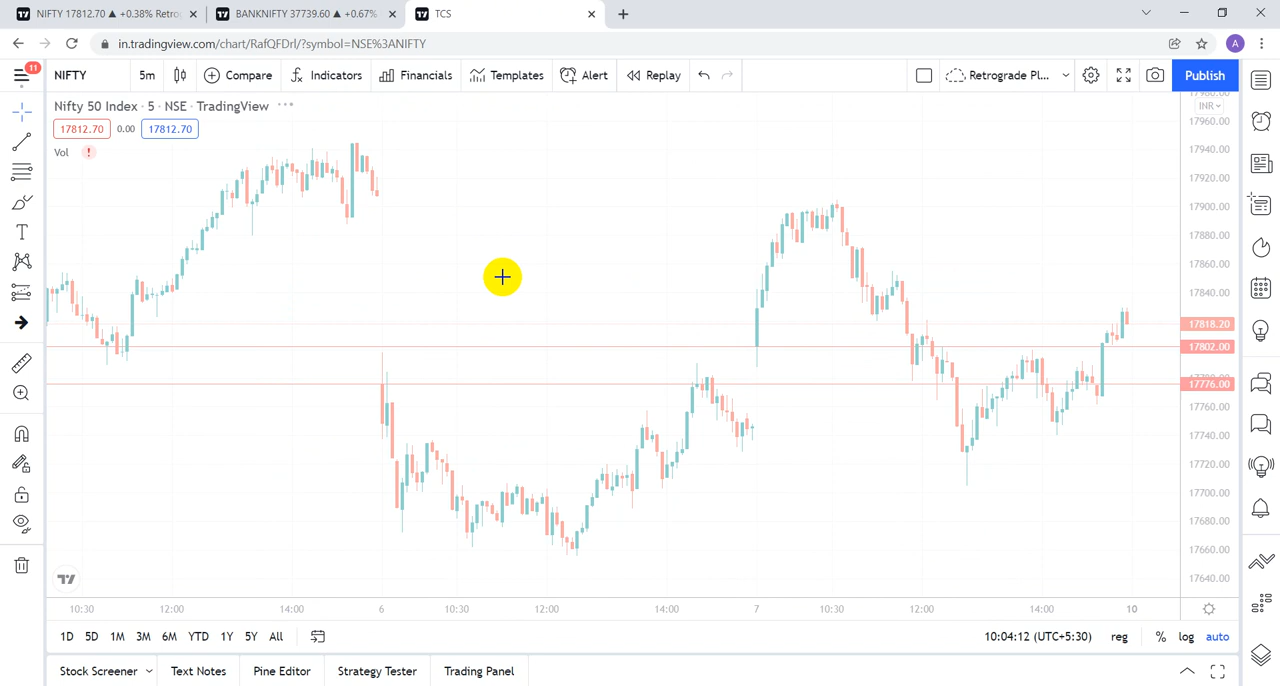 NIFTY 17812.70 ▲ +0.38% Retro
BANKNIFTY 37739.60 ▲ +0.67%
TCS
in.tradingview.com/chart/RafQFDrl/?symbol=NSE%3ANIFTY
A
11
NIFTY
5m
Compare
Indicators
Financials
Templates
Alert
Replay
Retrograde Pl...
Publish
Nifty 50 Index · 5 · NSE · TradingView
INR
17812.70 0.00 17812.70
Vol !
17980.00
17960.00
17940.00
17920.00
17900.00
17880.00
17860.00
17840.00
17818.20
17802.00
17780.00
17776.00
17760.00
17740.00
17720.00
17700.00
17680.00
17660.00
17640.00
10:30 12:00 14:00 6 10:30 12:00 14:00 7 10:30 12:00 14:00 10
1D 5D 1M 3M 6M YTD 1Y 5Y All
10:04:12 (UTC+5:30) reg % log auto
Stock Screener Text Notes Pine Editor Strategy Tester Trading Panel